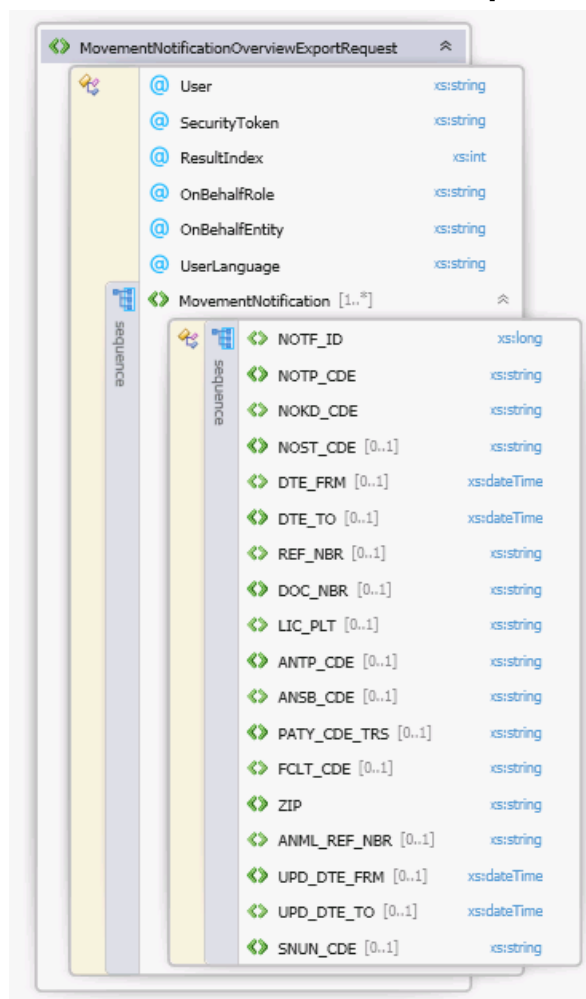 MovementNotificationOverviewExportRequest
@ User xs:string
@ SecurityToken xs:string
@ ResultIndex xs:int
@ OnBehalfRole xs:string
@ OnBehalfEntity xs:string
@ UserLanguage xs:string
sequence
MovementNotification [1..*]
sequence
NOTF_ID xs:long
NOTP_CDE xs:string
NOKD_CDE xs:string
NOST_CDE [0..1] xs:string
DTE_FRM [0..1] xs:dateTime
DTE_TO [0..1] xs:dateTime
REF_NBR [0..1] xs:string
DOC_NBR [0..1] xs:string
LIC_PLT [0..1] xs:string
ANTP_CDE [0..1] xs:string
ANSB_CDE [0..1] xs:string
PATY_CDE_TRS [0..1] xs:string
FCLT_CDE [0..1] xs:string
ZIP xs:string
ANML_REF_NBR [0..1] xs:string
UPD_DTE_FRM [0..1] xs:dateTime
UPD_DTE_TO [0..1] xs:dateTime
SNUN_CDE [0..1] xs:string